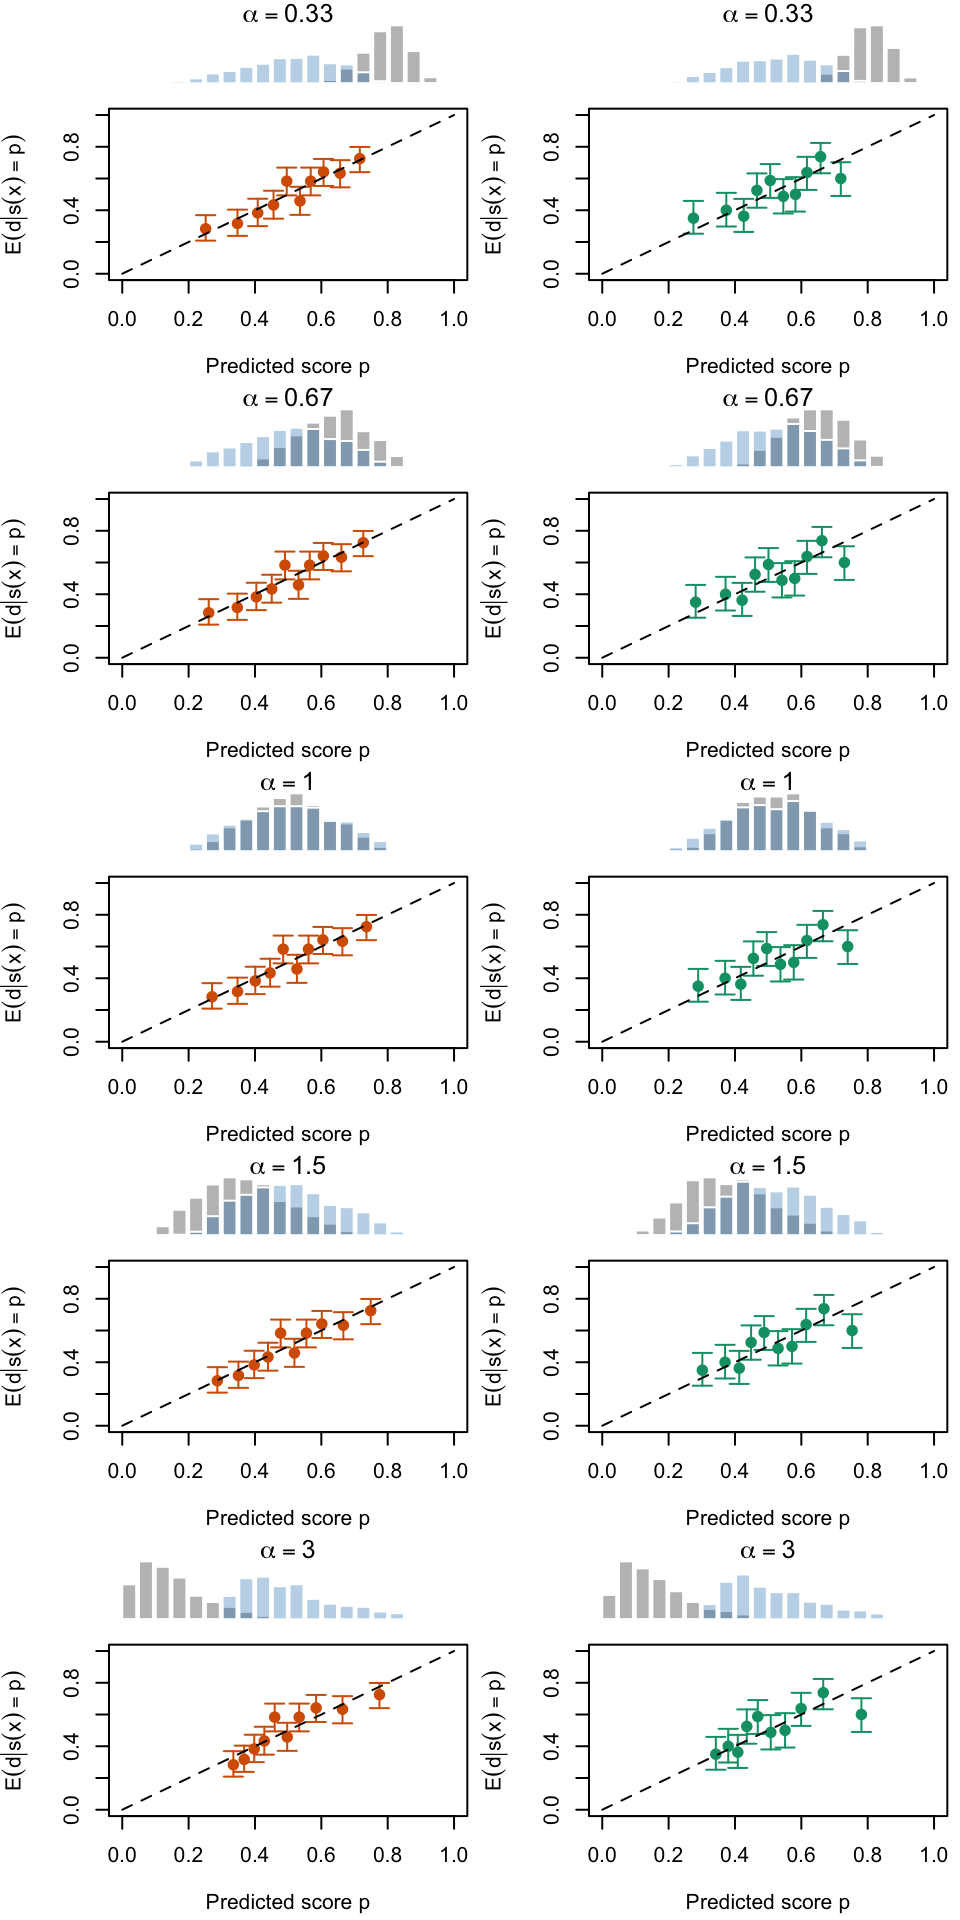 α = 0.33
α = 0.33
E(d|s(x) = p)
0.0 0.4 0.8
0.0 0.2 0.4 0.6 0.8 1.0
Predicted score p
E(d|s(x) = p)
0.0 0.4 0.8
0.0 0.2 0.4 0.6 0.8 1.0
Predicted score p
α = 0.67
α = 0.67
E(d|s(x) = p)
0.0 0.4 0.8
0.0 0.2 0.4 0.6 0.8 1.0
Predicted score p
E(d|s(x) = p)
0.0 0.4 0.8
0.0 0.2 0.4 0.6 0.8 1.0
Predicted score p
α = 1
α = 1
E(d|s(x) = p)
0.0 0.4 0.8
0.0 0.2 0.4 0.6 0.8 1.0
Predicted score p
E(d|s(x) = p)
0.0 0.4 0.8
0.0 0.2 0.4 0.6 0.8 1.0
Predicted score p
α = 1.5
α = 1.5
E(d|s(x) = p)
0.0 0.4 0.8
0.0 0.2 0.4 0.6 0.8 1.0
Predicted score p
E(d|s(x) = p)
0.0 0.4 0.8
0.0 0.2 0.4 0.6 0.8 1.0
Predicted score p
α = 3
α = 3
E(d|s(x) = p)
0.0 0.4 0.8
0.0 0.2 0.4 0.6 0.8 1.0
Predicted score p
E(d|s(x) = p)
0.0 0.4 0.8
0.0 0.2 0.4 0.6 0.8 1.0
Predicted score p